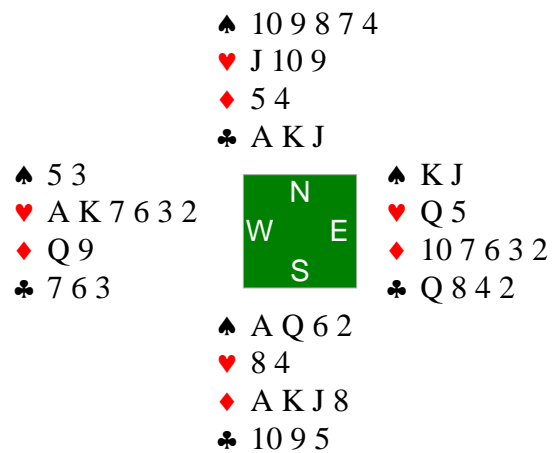 ♠ 10 9 8 7 4
♥ J 10 9
♦ 5 4
♣ A K J
♠ 5 3
♥ A K 7 6 3 2
♦ Q 9
♣ 7 6 3
N
W E
S
♠ K J
♥ Q 5
♦ 10 7 6 3 2
♣ Q 8 4 2
♠ A Q 6 2
♥ 8 4
♦ A K J 8
♣ 10 9 5